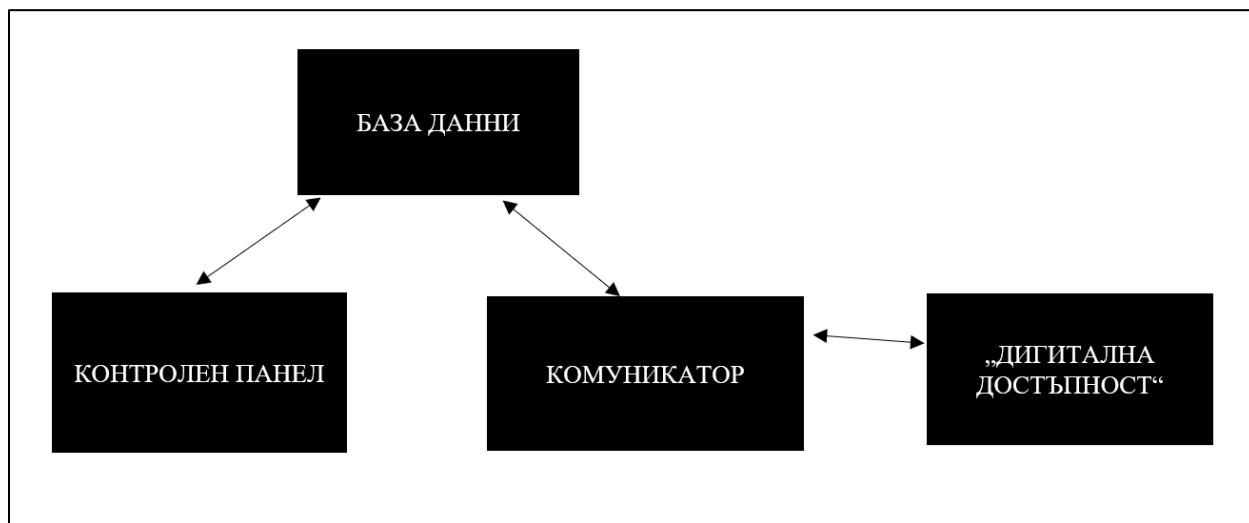 БАЗА ДАННИ
КОНТРОЛЕН ПАНЕЛ
КОМУНИКАТОР
„ДИГИТАЛНА
ДОСТЪПНОСТ“